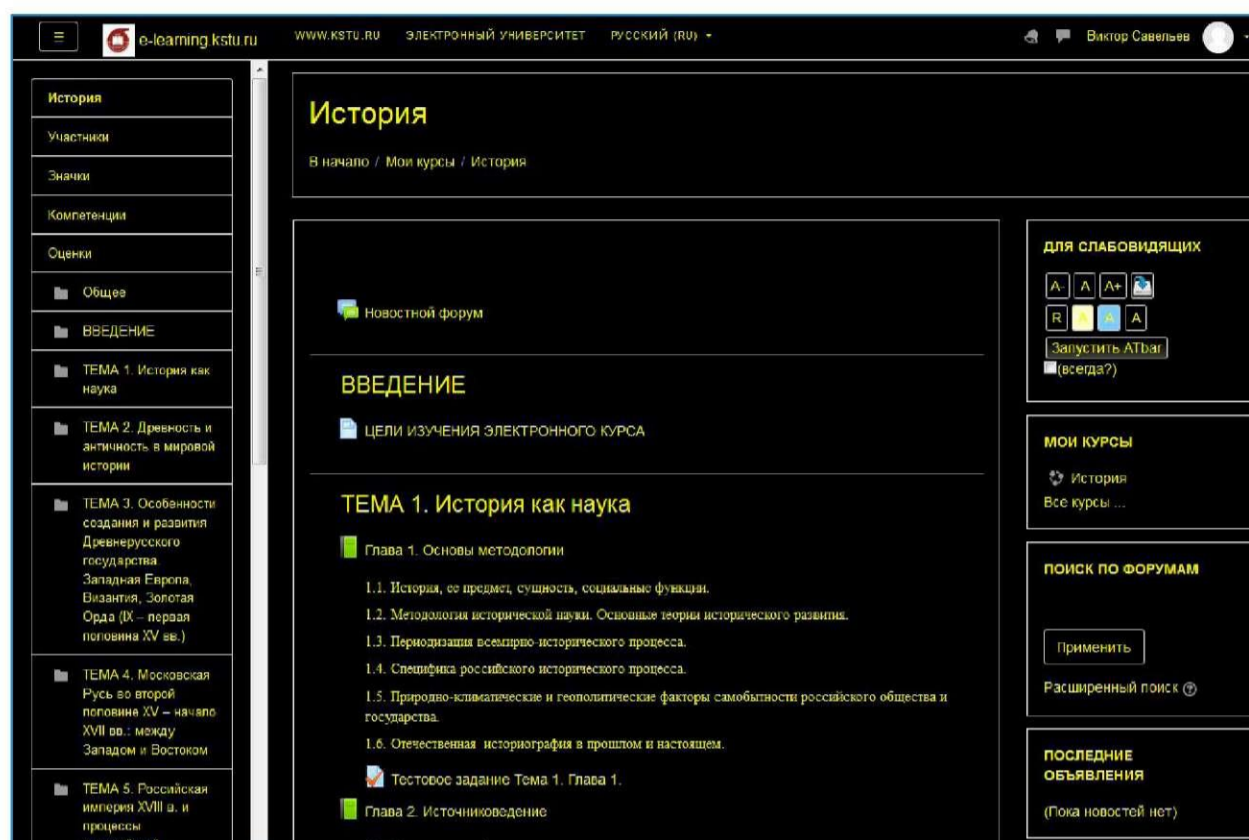 e-learning.kstu.ru
WWW.KSTU.RU ЭЛЕКТРОННЫЙ УНИВЕРСИТЕТ РУССКИЙ (RU)
Виктор Савельев
История
Участники
Значки
Компетенции
Оценки
Общее
ВВЕДЕНИЕ
ТЕМА 1. История как
наука
ТЕМА 2. Древность и
античность в мировой
истории
ТЕМА 3. Особенности
создания и развития
Древнерусского
государства.
Западная Европа,
Византия, Золотая
Орда (IX – первая
половина XV вв.)
ТЕМА 4. Московская
Русь во второй
половине XV – начало
XVII вв.: между
Западом и Востоком
ТЕМА 5. Российская
империя XVIII в. и
процессы
История
В начало / Мои курсы / История
Новостной форум
ВВЕДЕНИЕ
ЦЕЛИ ИЗУЧЕНИЯ ЭЛЕКТРОННОГО КУРСА
ТЕМА 1. История как наука
Глава 1. Основы методологии
1.1. История, ее предмет, сущность, социальные функции.
1.2. Методология исторической науки. Основные теории исторического развития.
1.3. Периодизация всемирно-исторического процесса.
1.4. Специфика российского исторического процесса.
1.5. Природно-климатические и геополитические факторы самобытности российского общества и
государства.
1.6. Отечественная историография в прошлом и настоящем.
Тестовое задание Тема 1. Глава 1.
Глава 2. Источниковедение
ДЛЯ СЛАБОВИДЯЩИХ
A- A A+
R A A A
Запустить ATbar
(всегда?)
МОИ КУРСЫ
История
Все курсы ...
ПОИСК ПО ФОРУМАМ
Применить
Расширенный поиск
ПОСЛЕДНИЕ
ОБЪЯВЛЕНИЯ
(Пока новостей нет)